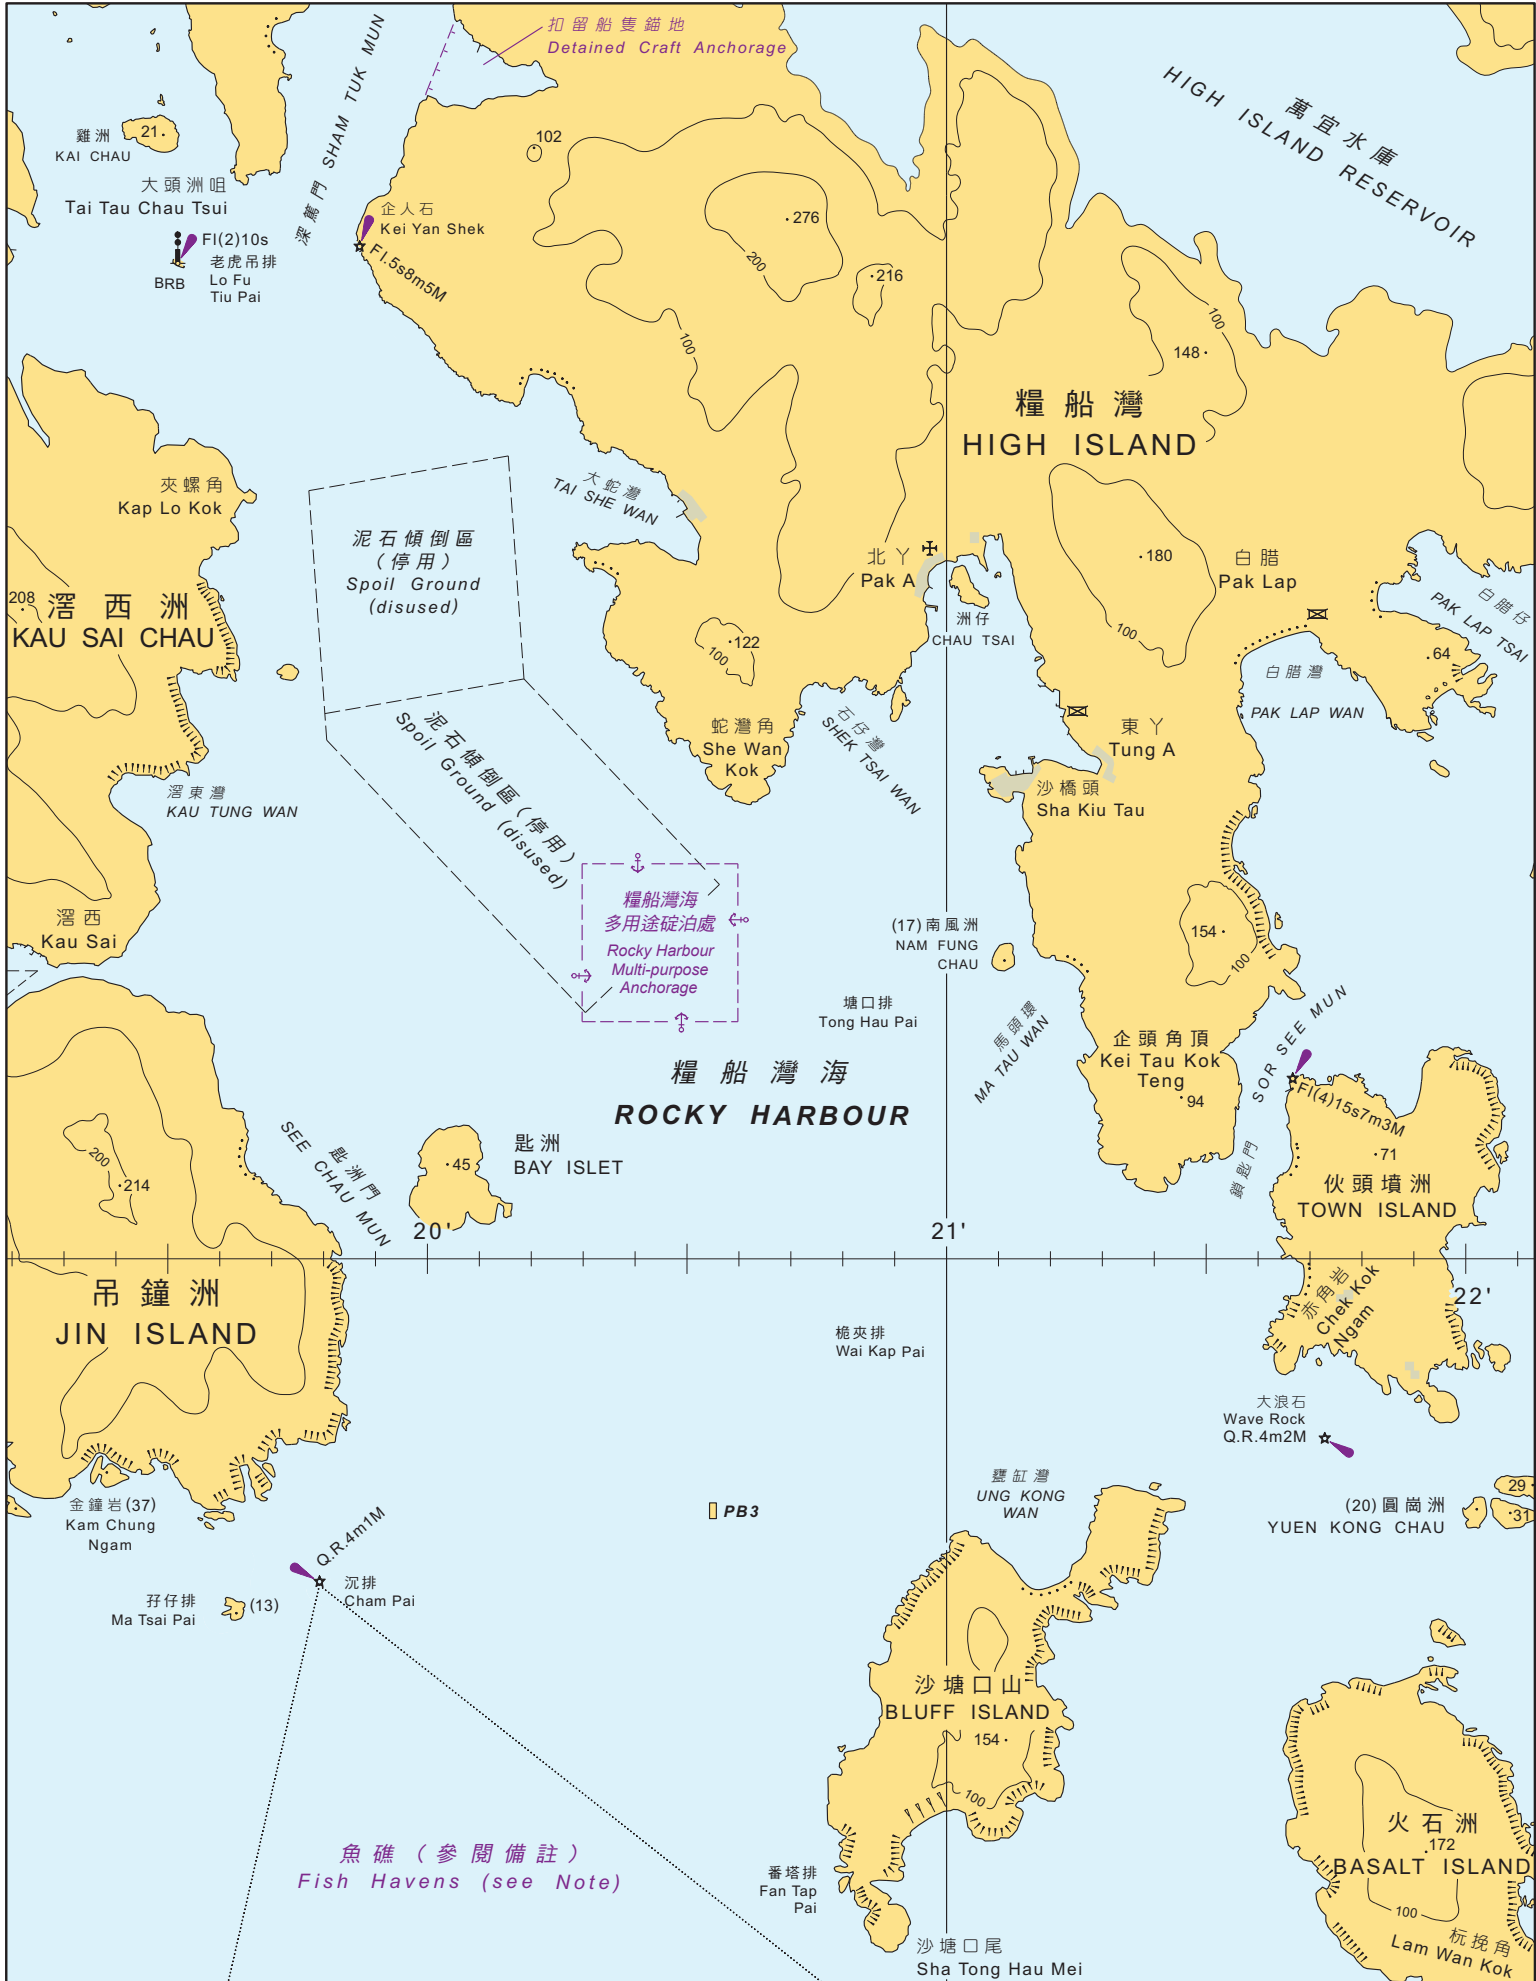 扣留船隻錨地
Detained Craft Anchorage
深篤門 SHAM TUK MUN
萬宜水庫
HIGH ISLAND RESERVOIR
雞洲
KAI CHAU
21
102
大頭洲咀
Tai Tau Chau Tsui
企人石
Kei Yan Shek
Fl.5s8m5M
Fl(2)10s
老虎吊排
Lo Fu
Tiu Pai
BRB
276
200
216
100
100
148
糧船灣
HIGH ISLAND
夾螺角
Kap Lo Kok
大蛇灣
TAI SHE WAN
泥石傾倒區
（停用）
Spoil Ground
(disused)
北丫
Pak A
180
白腊
Pak Lap
白腊仔
PAK LAP TSAI
208
滘西洲
KAU SAI CHAU
洲仔
CHAU TSAI
100
122
100
64
白腊灣
PAK LAP WAN
泥石傾倒區（停用）
Spoil Ground (disused)
蛇灣角
She Wan
Kok
石仔灣
SHEK TSAI WAN
東丫
Tung A
滘東灣
KAU TUNG WAN
沙橋頭
Sha Kiu Tau
滘西
Kau Sai
糧船灣海
多用途碇泊處
Rocky Harbour
Multi-purpose
Anchorage
(17)南風洲
NAM FUNG
CHAU
154
100
塘口排
Tong Hau Pai
馬頭環
MA TAU WAN
企頭角頂
Kei Tau Kok
Teng
94
SOR SEE MUN
鎖匙門
Fl(4)15s7m3M
糧船灣海
ROCKY HARBOUR
71
伙頭墳洲
TOWN ISLAND
200
214
匙洲門
SEE CHAU MUN
45
匙洲
BAY ISLET
20'
21'
22'
吊鐘洲
JIN ISLAND
赤角岩
Chek Kok
Ngam
桅夾排
Wai Kap Pai
大浪石
Wave Rock
Q.R.4m2M
甕缸灣
UNG KONG
WAN
金鐘岩(37)
Kam Chung
Ngam
PB3
29
(20)圓崗洲
YUEN KONG CHAU
31
Q.R.4m1M
沉排
Cham Pai
孖仔排
Ma Tsai Pai
(13)
沙塘口山
BLUFF ISLAND
154
100
火石洲
172
BASALT ISLAND
100
魚礁（參閱備註）
Fish Havens (see Note)
番塔排
Fan Tap
Pai
沙塘口尾
Sha Tong Hau Mei
杬挽角
Lam Wan Kok